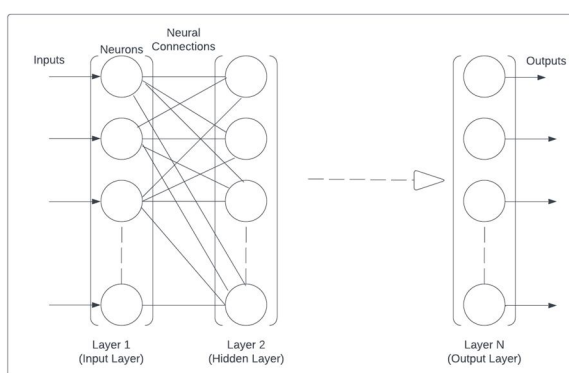 Neural
Connections
Neurons
Inputs
Outputs
Layer 1
(Input Layer)
Layer 2
(Hidden Layer)
Layer N
(Output Layer)